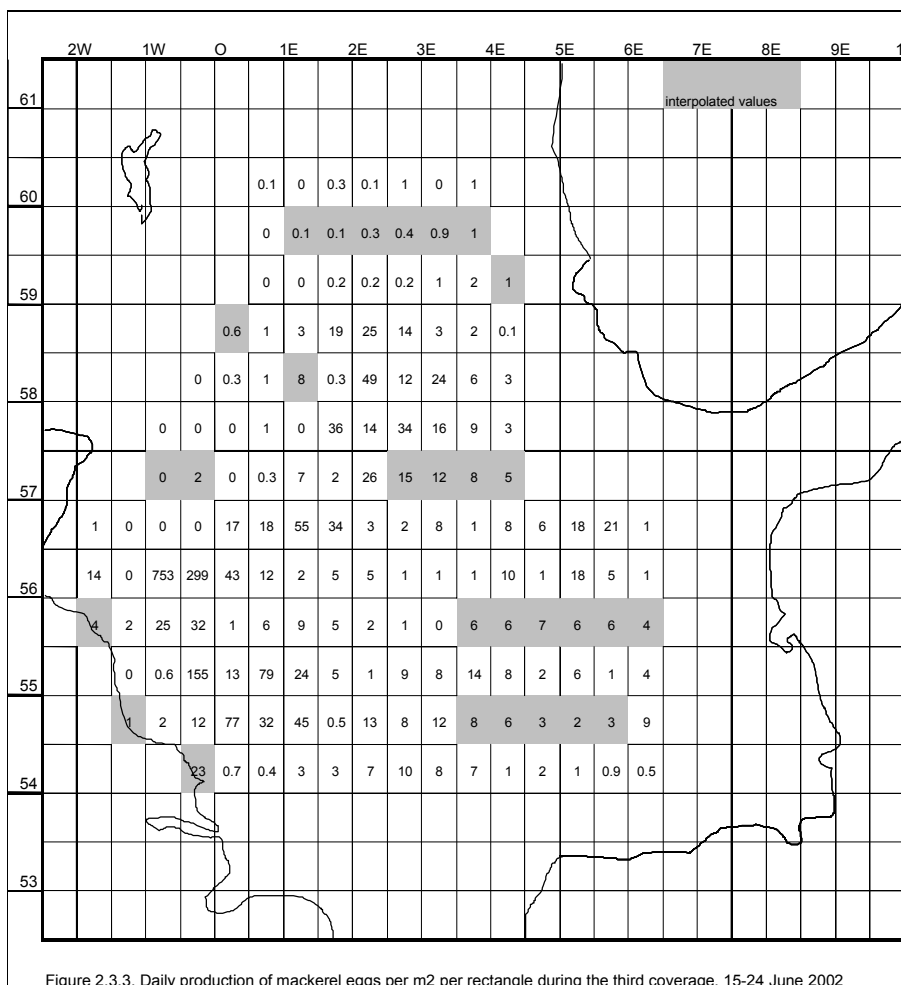 2W 1W O 1E 2E 3E 4E 5E 6E 7E 8E 9E 1
61 interpolated values
0.1 0 0.3 0.1 1 0 1
60
0 0.1 0.1 0.3 0.4 0.9 1
0 0 0.2 0.2 0.2 1 2 1
59
0.6 1 3 19 25 14 3 2 0.1
0 0.3 1 8 0.3 49 12 24 6 3
58
0 0 0 1 0 36 14 34 16 9 3
0 2 0 0.3 7 2 26 15 12 8 5
57
1 0 0 0 17 18 55 34 3 2 8 1 8 6 18 21 1
14 0 753 299 43 12 2 5 5 1 1 1 10 1 18 5 1
56
4 2 25 32 1 6 9 5 2 1 0 6 6 7 6 6 4
0 0.6 155 13 79 24 5 1 9 8 14 8 2 6 1 4
55
1 2 12 77 32 45 0.5 13 8 12 8 6 3 2 3 9
23 0.7 0.4 3 3 7 10 8 7 1 2 1 0.9 0.5
54
53
Figure 2.3.3. Daily production of mackerel eggs per m2 per rectangle during the third coverage, 15-24 June 2002